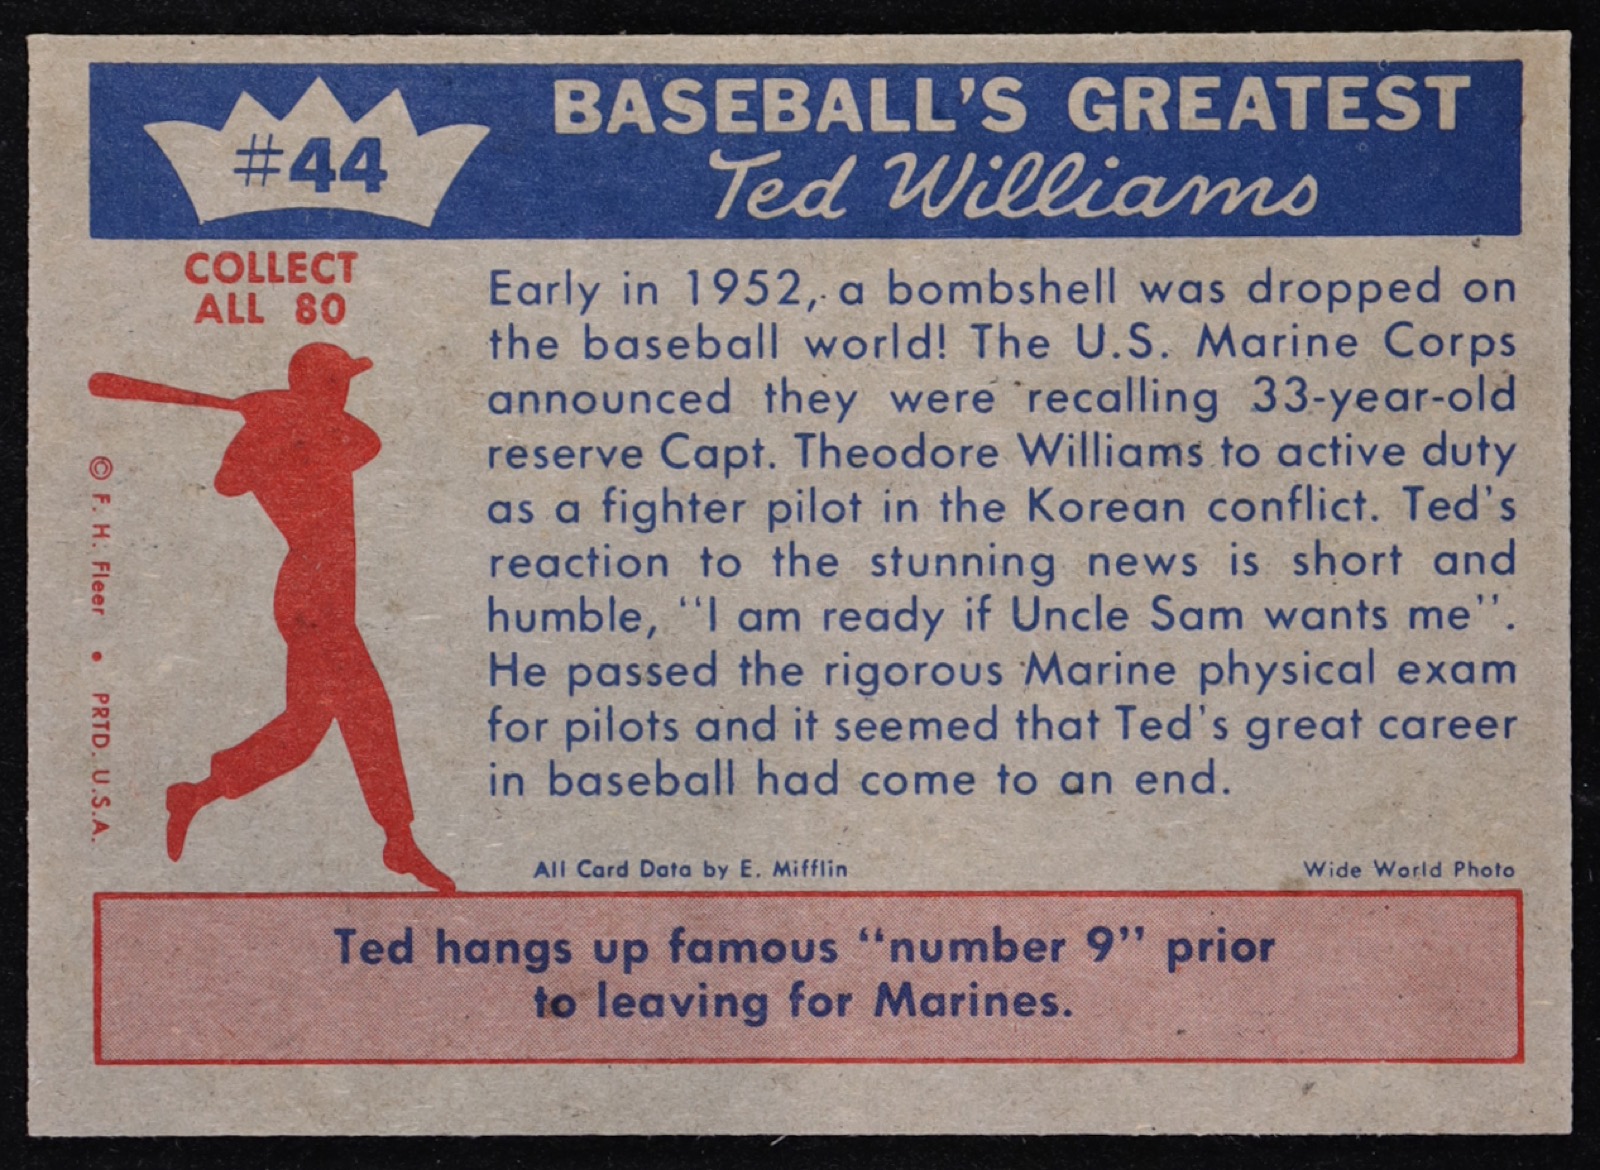 #44
BASEBALL'S GREATEST
Ted Williams
COLLECT
ALL 80
Early in 1952, a bombshell was dropped on
the baseball world! The U.S. Marine Corps
announced they were recalling 33-year-old
reserve Capt. Theodore Williams to active duty
as a fighter pilot in the Korean conflict. Ted's
reaction to the stunning news is short and
humble, "I am ready if Uncle Sam wants me".
He passed the rigorous Marine physical exam
for pilots and it seemed that Ted's great career
in baseball had come to an end.
© F. H. Fleer • PRTD. U.S.A.
All Card Data by E. Mifflin
Wide World Photo
Ted hangs up famous "number 9" prior
to leaving for Marines.